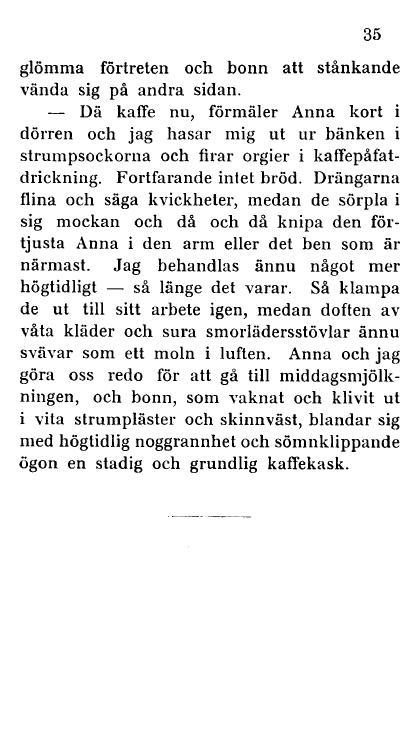 35
glömma förtreten och bonn att stånkande
vända sig på andra sidan.
— Dä kaffe nu, förmäler Anna kort i
dörren och jag hasar mig ut ur bänken i
strumpsockorna och firar orgier i kaffepåfat-
drickning. Fortfarande intet bröd. Drängarna
flina och säga kvickheter, medan de sörpla i
sig mockan och då och då knipa den för-
tjusta Anna i den arm eller det ben som är
närmast. Jag behandlas ännu något mer
högtidligt — så länge det varar. Så klampa
de ut till sitt arbete igen, medan doften av
våta kläder och sura smorlädersstövlar ännu
svävar som ett moln i luften. Anna och jag
göra oss redo för att gå till middagsmjölk-
ningen, och bonn, som vaknat och klivit ut
i vita strumpläster och skinnväst, blandar sig
med högtidlig noggrannhet och sömnklippande
ögon en stadig och grundlig kaffekask.